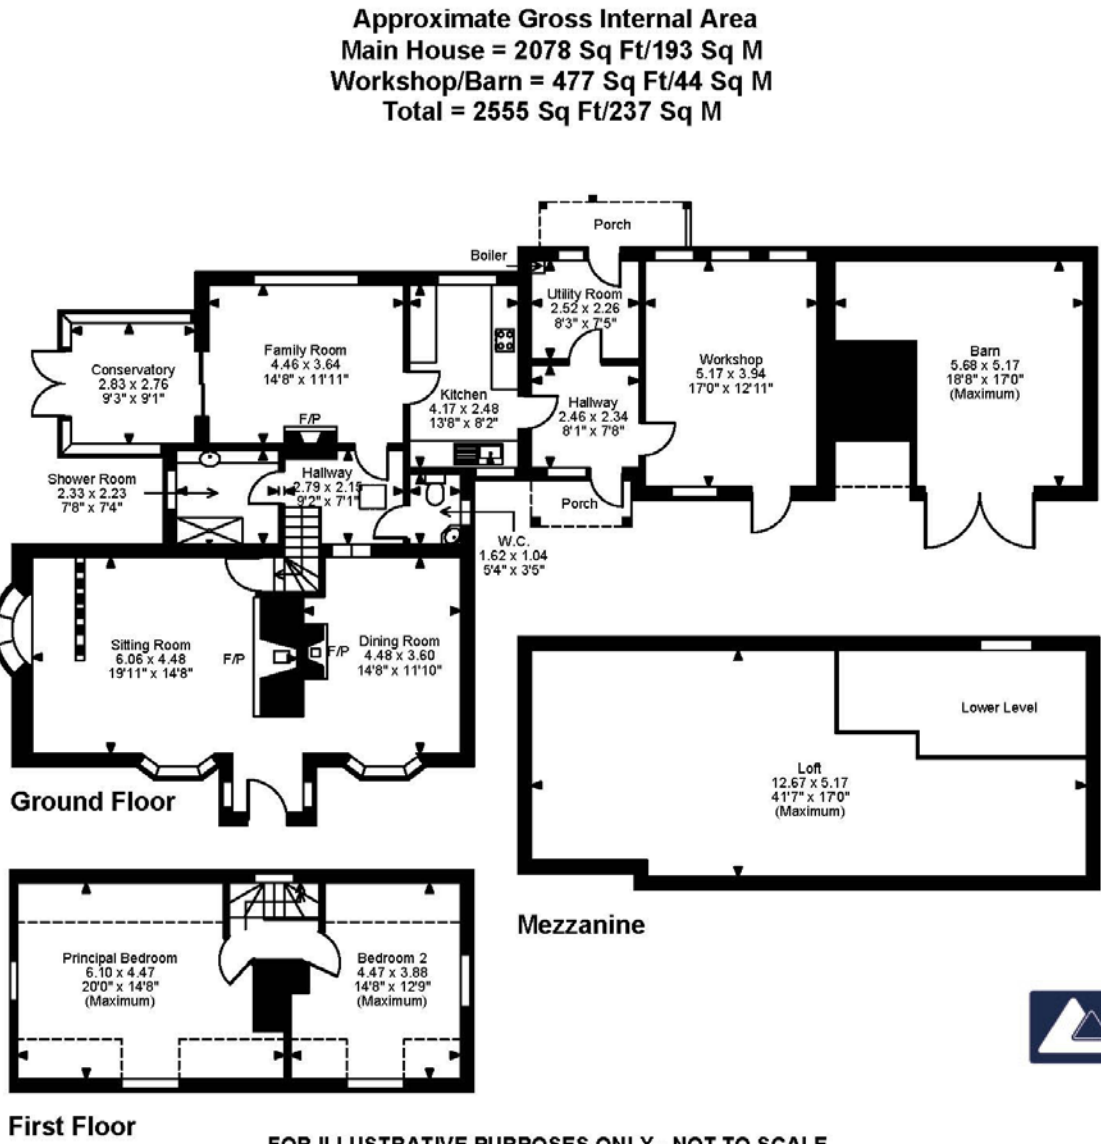 Approximate Gross Internal Area
Main House = 2078 Sq Ft/193 Sq M
Workshop/Barn = 477 Sq Ft/44 Sq M
Total = 2555 Sq Ft/237 Sq M
Porch
Boiler
Utility Room
2.52 x 2.26
8'3" x 7'5"
Family Room
4.46 x 3.64
14'8" x 11'11"
Conservatory
2.83 x 2.76
9'3" x 9'1"
Kitchen
4.17 x 2.48
13'8" x 8'2"
Hallway
2.46 x 2.34
8'1" x 7'8"
Workshop
5.17 x 3.94
17'0" x 12'11"
Barn
5.68 x 5.17
18'8" x 17'0"
(Maximum)
F/P
Shower Room
2.33 x 2.23
7'8" x 7'4"
Hallway
2.79 x 2.15
9'2" x 7'1"
Porch
W.C.
1.62 x 1.04
5'4" x 3'5"
Sitting Room
6.06 x 4.48
19'11" x 14'8"
F/P
F/P
Dining Room
4.48 x 3.60
14'8" x 11'10"
Ground Floor
Lower Level
Loft
12.67 x 5.17
41'7" x 17'0"
(Maximum)
Mezzanine
Principal Bedroom
6.10 x 4.47
20'0" x 14'8"
(Maximum)
Bedroom 2
4.47 x 3.88
14'8" x 12'9"
(Maximum)
First Floor
FOR ILLUSTRATIVE PURPOSES ONLY - NOT TO SCALE